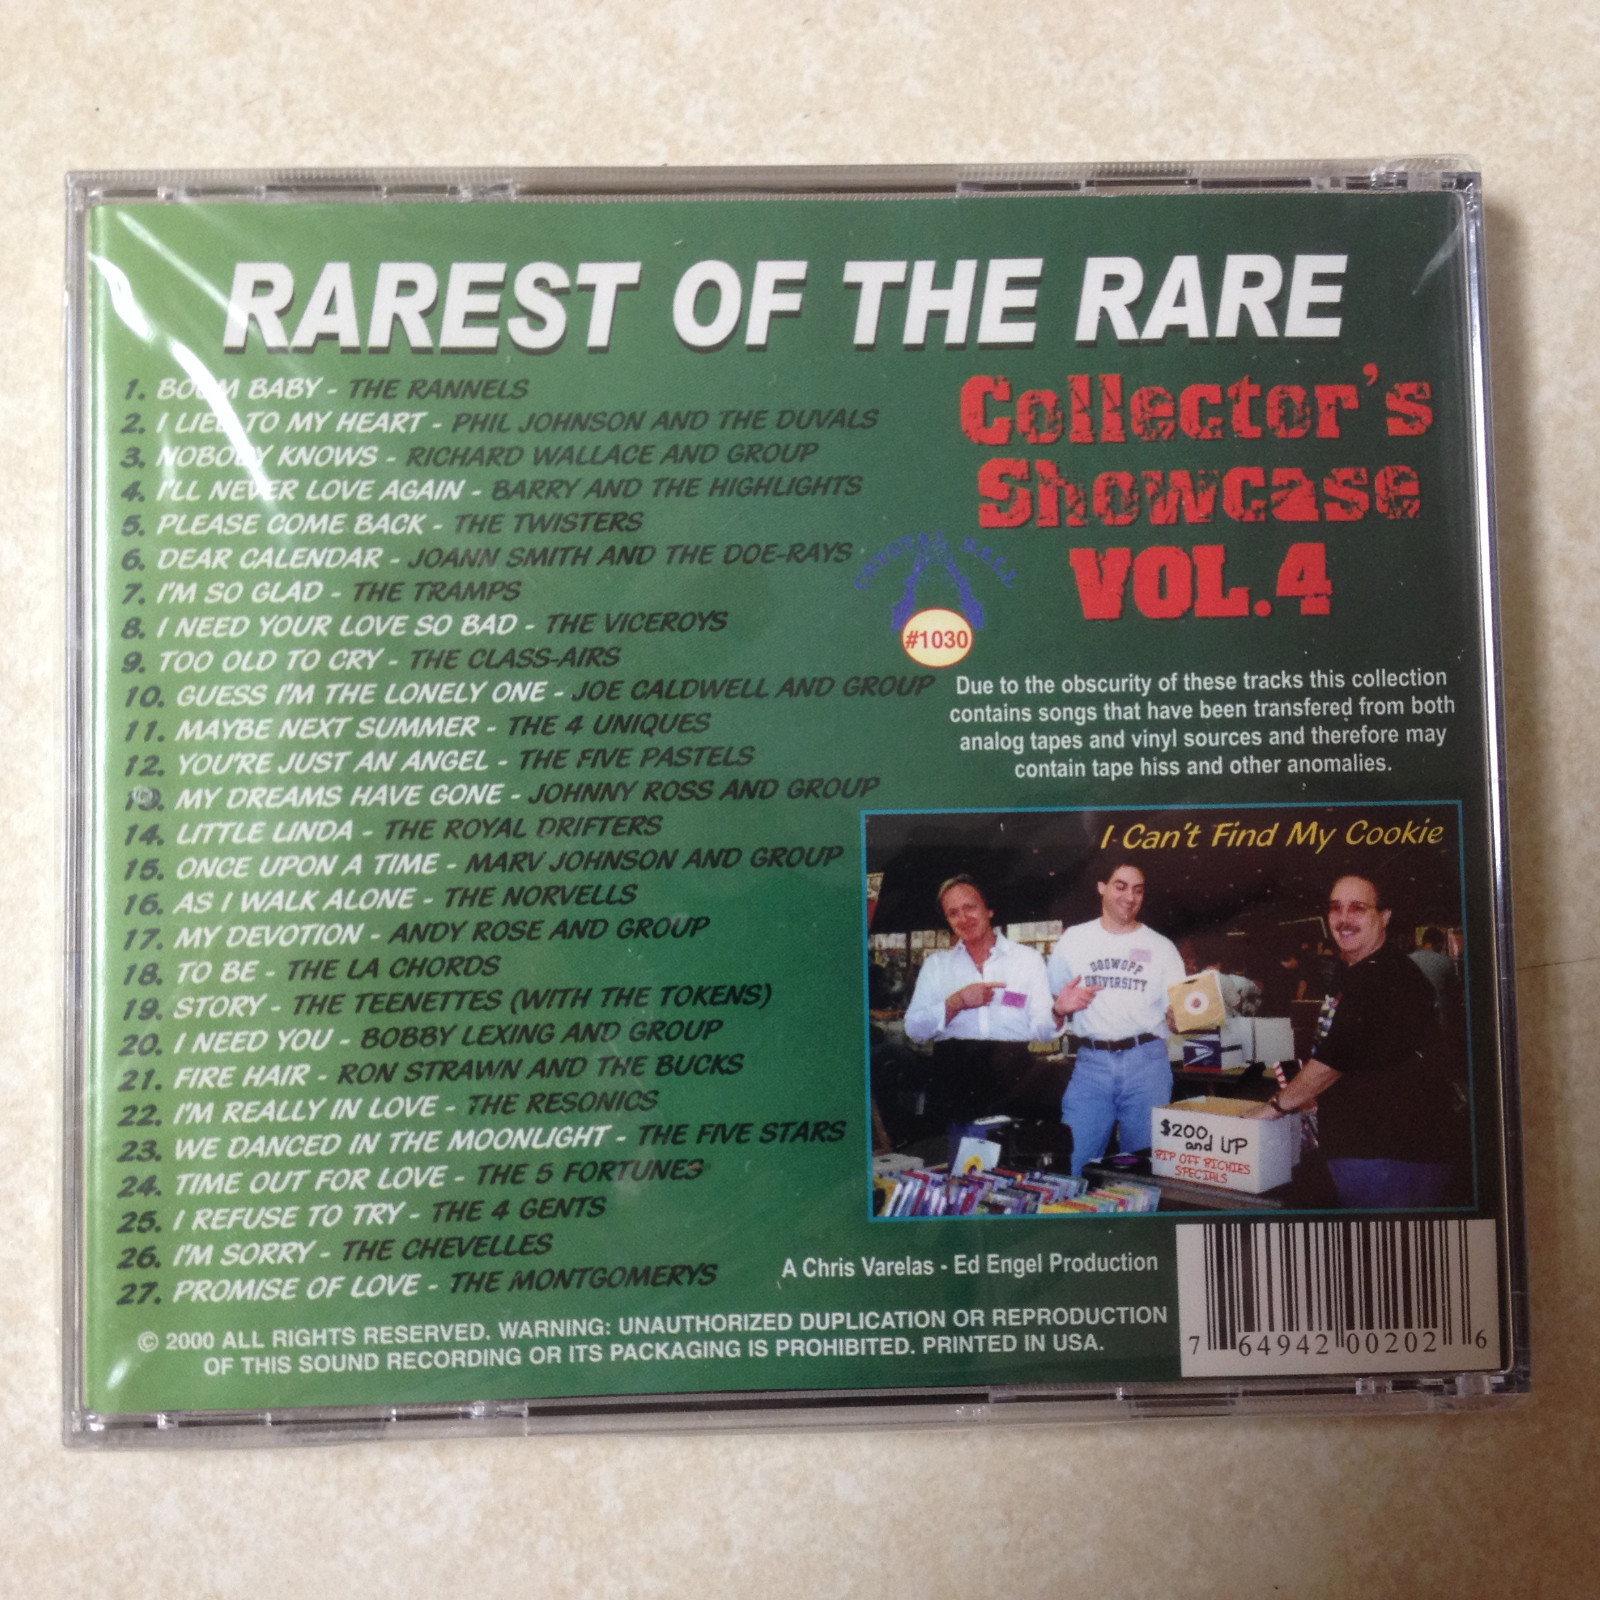 RAREST OF THE RARE
1. BOOM BABY - THE RANNELS
2. I LIED TO MY HEART - PHIL JOHNSON AND THE DUVALS
3. NOBODY KNOWS - RICHARD WALLACE AND GROUP
4. I'LL NEVER LOVE AGAIN - BARRY AND THE HIGHLIGHTS
5. PLEASE COME BACK - THE TWISTERS
6. DEAR CALENDAR - JOANN SMITH AND THE DOE-RAYS
7. I'M SO GLAD - THE TRAMPS
8. I NEED YOUR LOVE SO BAD - THE VICEROYS
9. TOO OLD TO CRY - THE CLASS-AIRS
10. GUESS I'M THE LONELY ONE - JOE CALDWELL AND GROUP
11. MAYBE NEXT SUMMER - THE 4 UNIQUES
12. YOU'RE JUST AN ANGEL - THE FIVE PASTELS
13. MY DREAMS HAVE GONE - JOHNNY ROSS AND GROUP
14. LITTLE LINDA - THE ROYAL DRIFTERS
15. ONCE UPON A TIME - MARV JOHNSON AND GROUP
16. AS I WALK ALONE - THE NORVELLS
17. MY DEVOTION - ANDY ROSE AND GROUP
18. TO BE - THE LA CHORDS
19. STORY - THE TEENETTES (WITH THE TOKENS)
20. I NEED YOU - BOBBY LEXING AND GROUP
21. FIRE HAIR - RON STRAWN AND THE BUCKS
22. I'M REALLY IN LOVE - THE RESONICS
23. WE DANCED IN THE MOONLIGHT - THE FIVE STARS
24. TIME OUT FOR LOVE - THE 5 FORTUNES
25. I REFUSE TO TRY - THE 4 GENTS
26. I'M SORRY - THE CHEVELLES
27. PROMISE OF LOVE - THE MONTGOMERYS
Collector's
Showcase
VOL.4
CRYSTAL BALL
#1030
Due to the obscurity of these tracks this collection
contains songs that have been transfered from both
analog tapes and vinyl sources and therefore may
contain tape hiss and other anomalies.
I Can't Find My Cookie
DOOWOPP
UNIVERSITY
$200
and UP
RIP OFF RICHIES
SPECIALS
A Chris Varelas - Ed Engel Production
© 2000 ALL RIGHTS RESERVED. WARNING: UNAUTHORIZED DUPLICATION OR REPRODUCTION
OF THIS SOUND RECORDING OR ITS PACKAGING IS PROHIBITED. PRINTED IN USA.
7 64942 00202 6